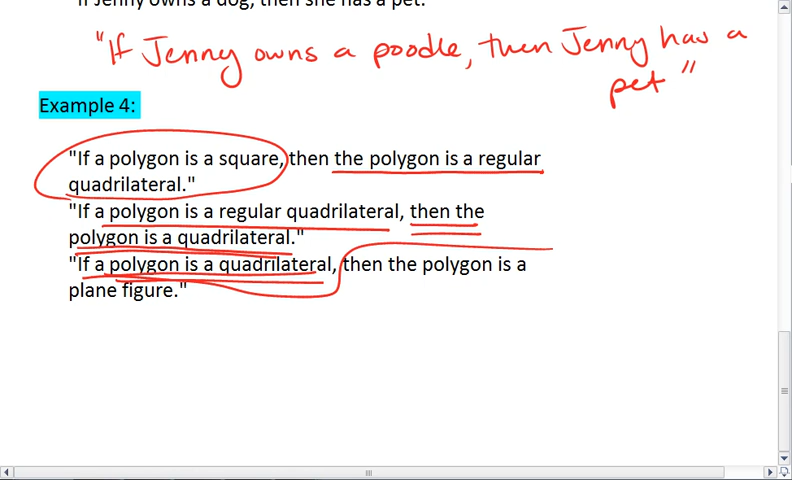 "If Jenny owns a dog, then she has a pet."
"If Jenny owns a poodle, then Jenny has a
pet"
Example 4:
"If a polygon is a square, then the polygon is a regular
quadrilateral."
"If a polygon is a regular quadrilateral, then the
polygon is a quadrilateral."
"If a polygon is a quadrilateral, then the polygon is a
plane figure."